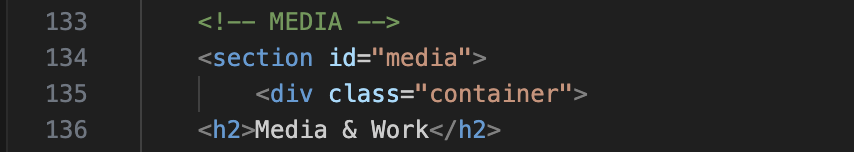 133 <!-- MEDIA -->
134 <section id="media">
135 <div class="container">
136 <h2>Media & Work</h2>